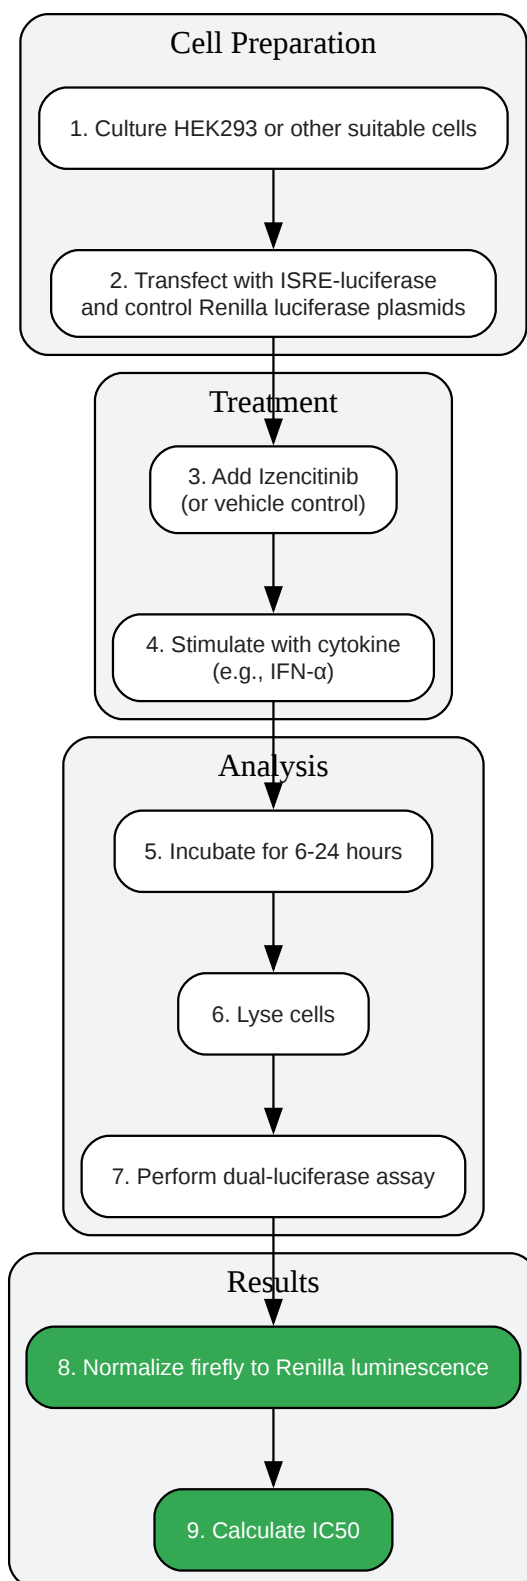 Cell Preparation
1. Culture HEK293 or other suitable cells
2. Transfect with ISRE-luciferase
and control Renilla luciferase plasmids
Treatment
3. Add Izencitinib
(or vehicle control)
4. Stimulate with cytokine
(e.g., IFN-α)
Analysis
5. Incubate for 6-24 hours
6. Lyse cells
7. Perform dual-luciferase assay
Results
8. Normalize firefly to Renilla luminescence
9. Calculate IC50